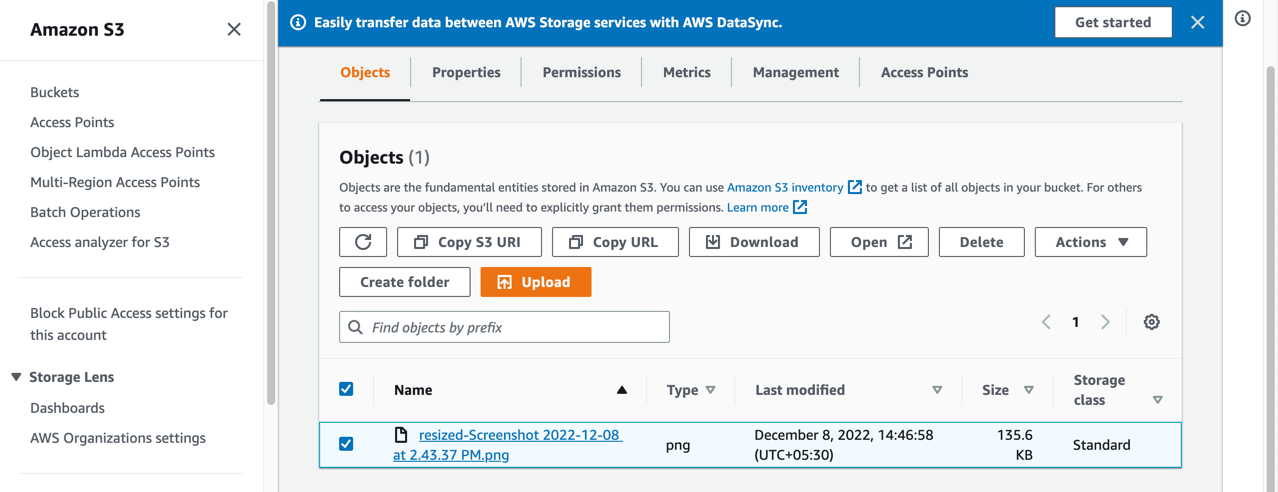 Amazon S3
Buckets
Access Points
Object Lambda Access Points
Multi-Region Access Points
Batch Operations
Access analyzer for S3
Block Public Access settings for
this account
Storage Lens
Dashboards
AWS Organizations settings
Easily transfer data between AWS Storage services with AWS DataSync.
Get started
Objects
Properties
Permissions
Metrics
Management
Access Points
Objects (1)
Objects are the fundamental entities stored in Amazon S3. You can use Amazon S3 inventory to get a list of all objects in your bucket. For others
to access your objects, you'll need to explicitly grant them permissions. Learn more
Copy S3 URI
Copy URL
Download
Open
Delete
Actions
Create folder
Upload
Find objects by prefix
1
Name
Type
Last modified
Size
Storage
class
resized-Screenshot 2022-12-08
at 2.43.37 PM.png
png
December 8, 2022, 14:46:58
(UTC+05:30)
135.6
KB
Standard